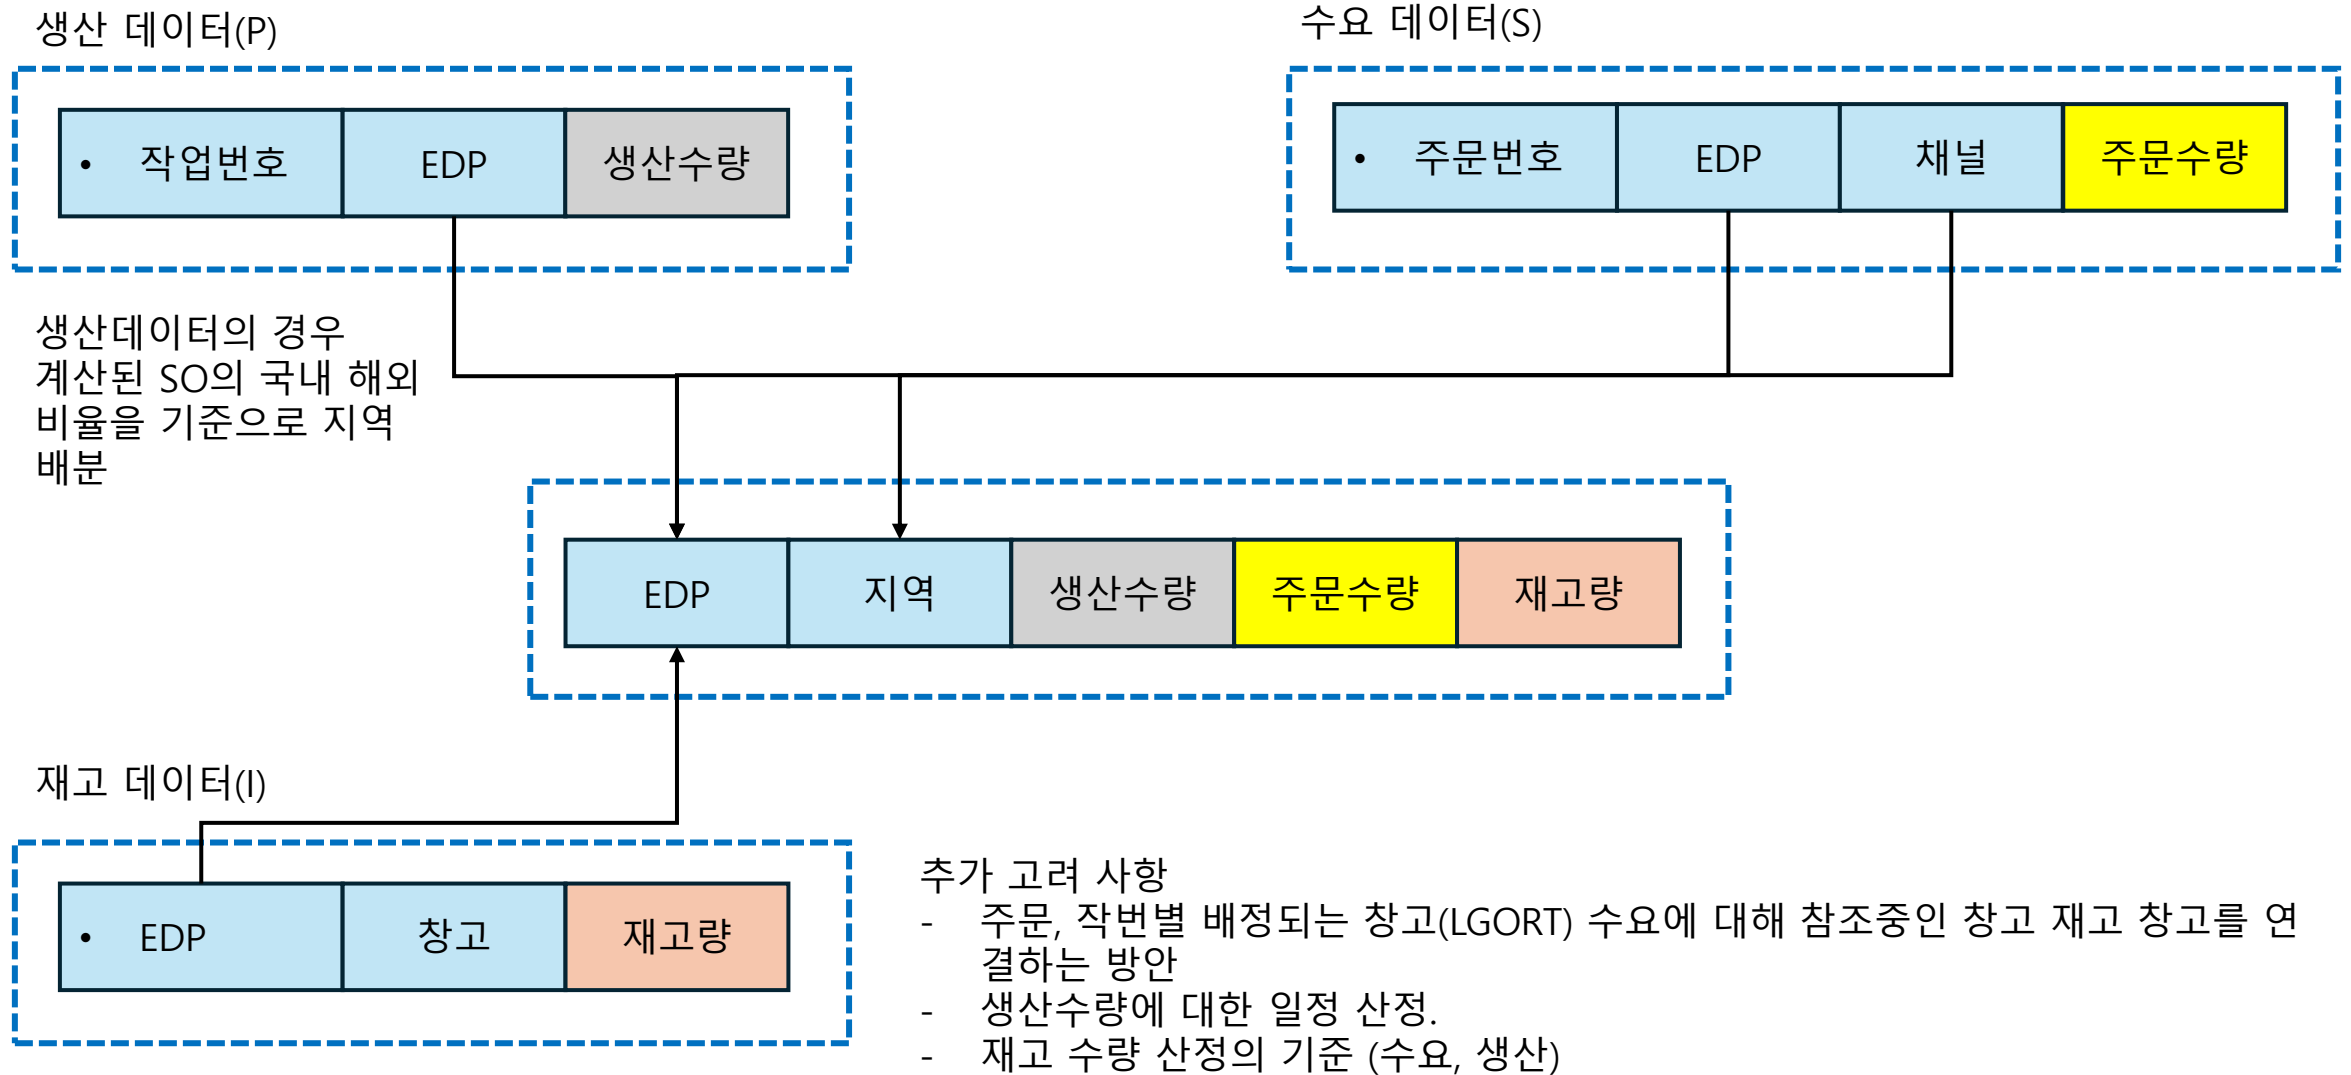 생산 데이터(P)
수요 데이터(S)
• 작업번호 EDP 생산수량
• 주문번호 EDP 채널 주문수량
생산데이터의 경우
계산된 SO의 국내 해외
비율을 기준으로 지역
배분
EDP 지역 생산수량 주문수량 재고량
재고 데이터(I)
• EDP 창고 재고량
추가 고려 사항
- 주문, 작번별 배정되는 창고(LGORT) 수요에 대해 참조중인 창고 재고 창고를 연
결하는 방안
- 생산수량에 대한 일정 산정.
- 재고 수량 산정의 기준 (수요, 생산)